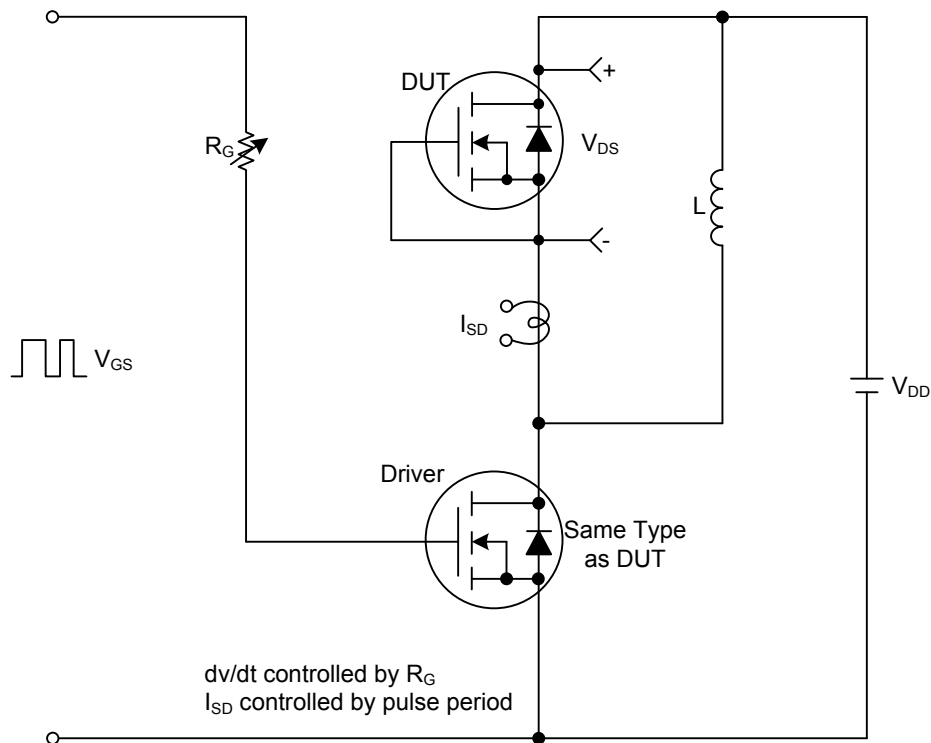 DUT
+
R_G
V_DS
L
-
I_SD
V_GS
V_DD
Driver
Same Type
as DUT
dv/dt controlled by R_G
I_SD controlled by pulse period